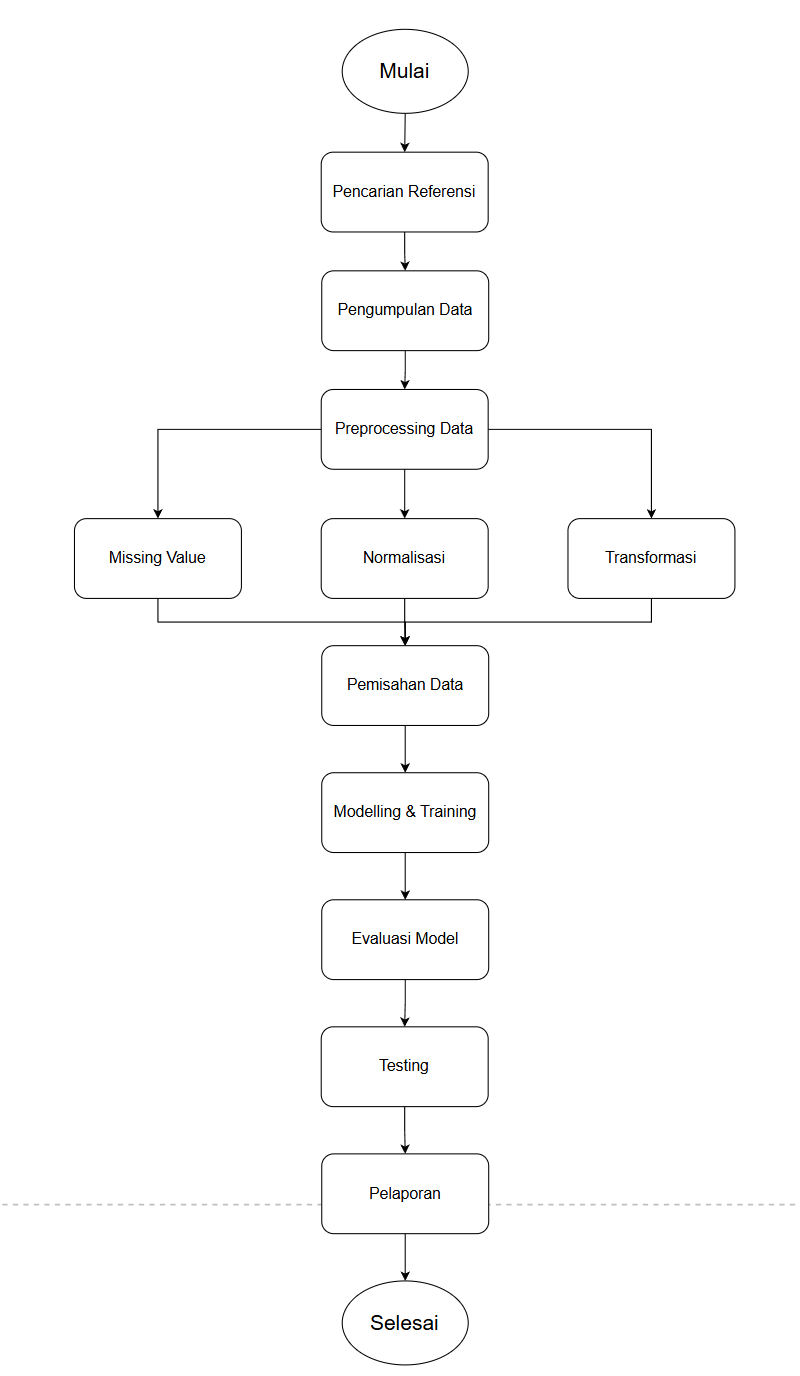 Mulai
Pencarian Referensi
Pengumpulan Data
Preprocessing Data
Missing Value
Normalisasi
Transformasi
Pemisahan Data
Modelling & Training
Evaluasi Model
Testing
Pelaporan
Selesai